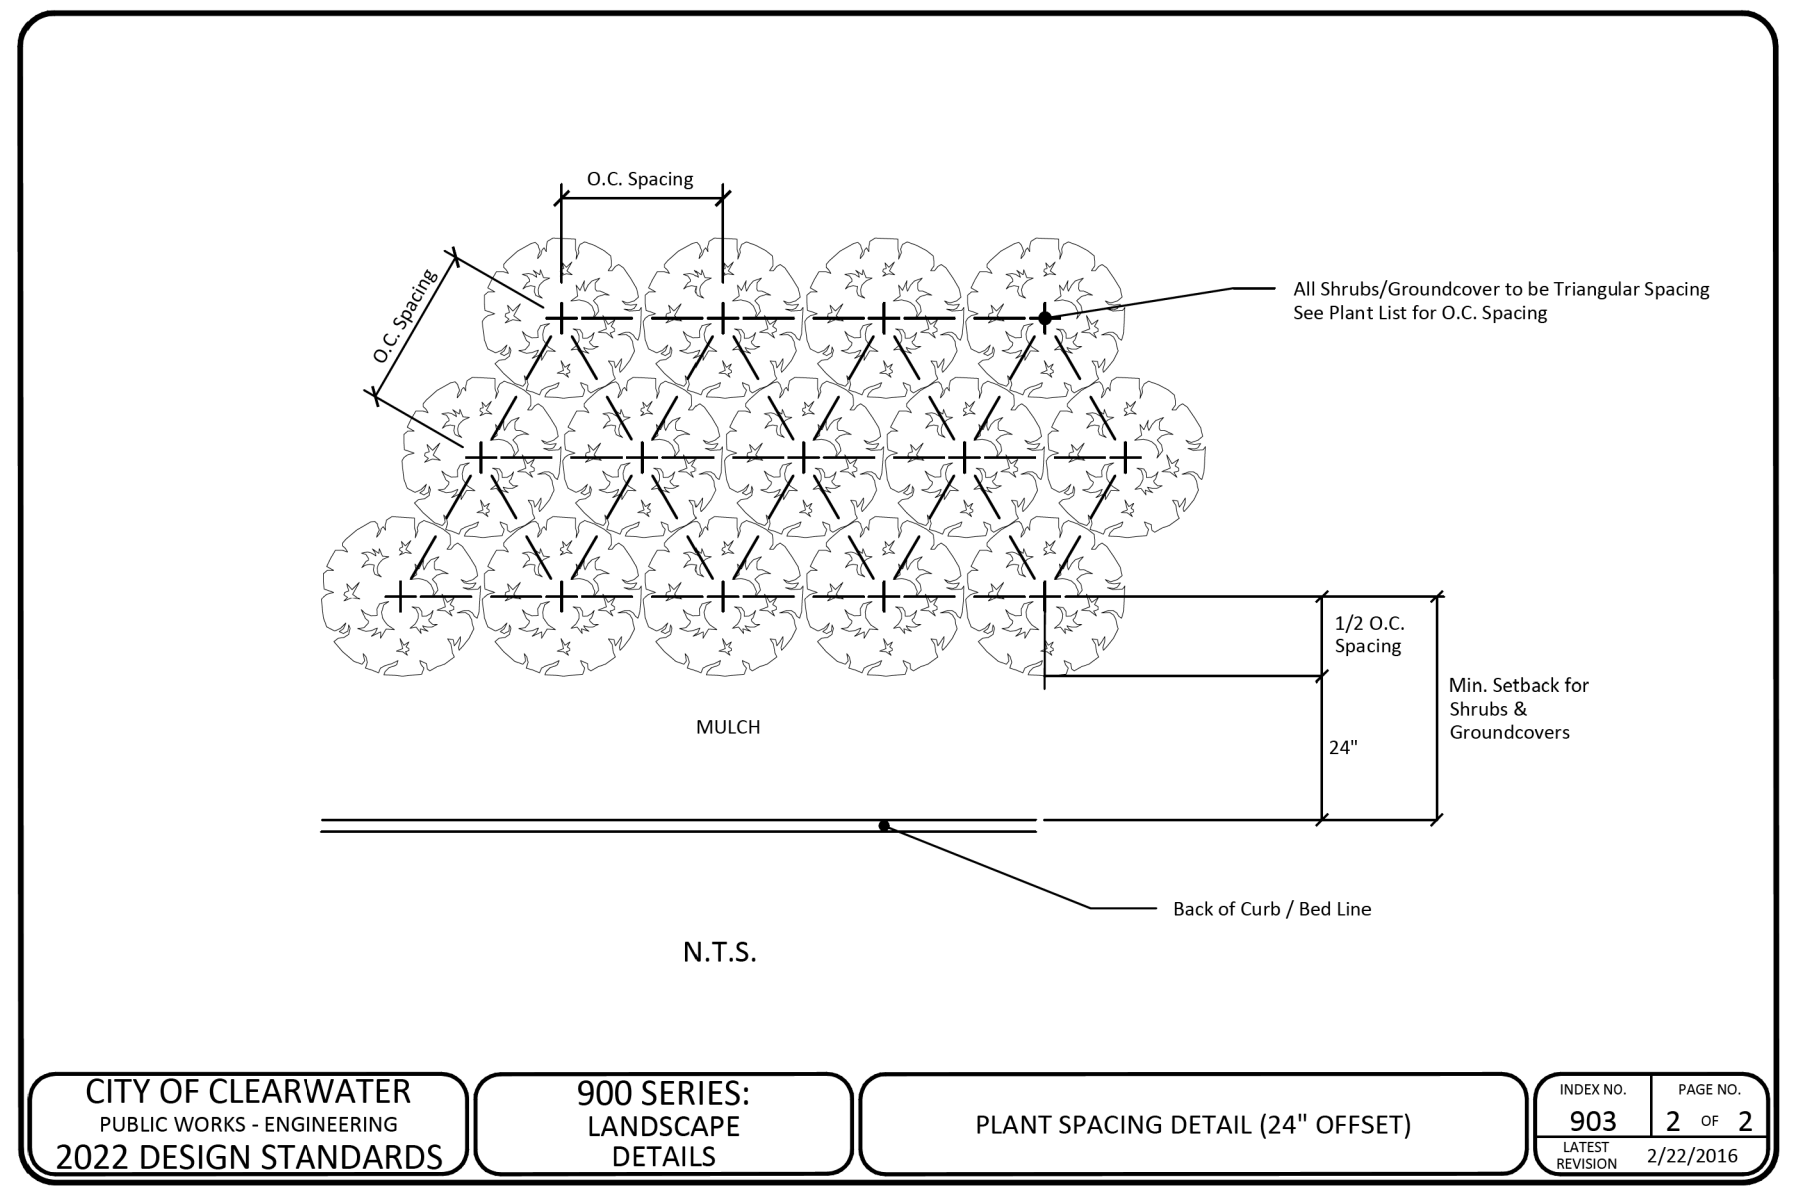 O.C. Spacing
O.C. Spacing
All Shrubs/Groundcover to be Triangular Spacing
See Plant List for O.C. Spacing
1/2 O.C.
Spacing
Min. Setback for
Shrubs &
Groundcovers
MULCH
24"
Back of Curb / Bed Line
N.T.S.
CITY OF CLEARWATER
PUBLIC WORKS - ENGINEERING
2022 DESIGN STANDARDS
900 SERIES:
LANDSCAPE
DETAILS
PLANT SPACING DETAIL (24" OFFSET)
INDEX NO.
903
PAGE NO.
2 OF 2
LATEST
REVISION
2/22/2016